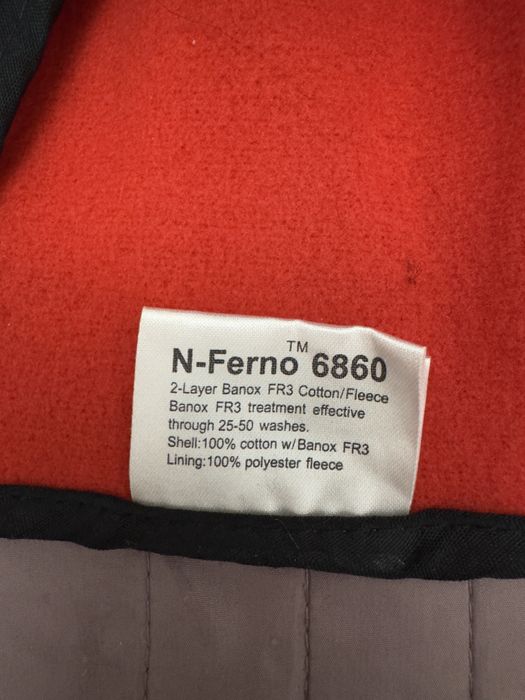 N-Ferno™ 6860
2-Layer Banox FR3 Cotton/Fleece
Banox FR3 treatment effective
through 25-50 washes.
Shell:100% cotton w/Banox FR3
Lining:100% polyester fleece